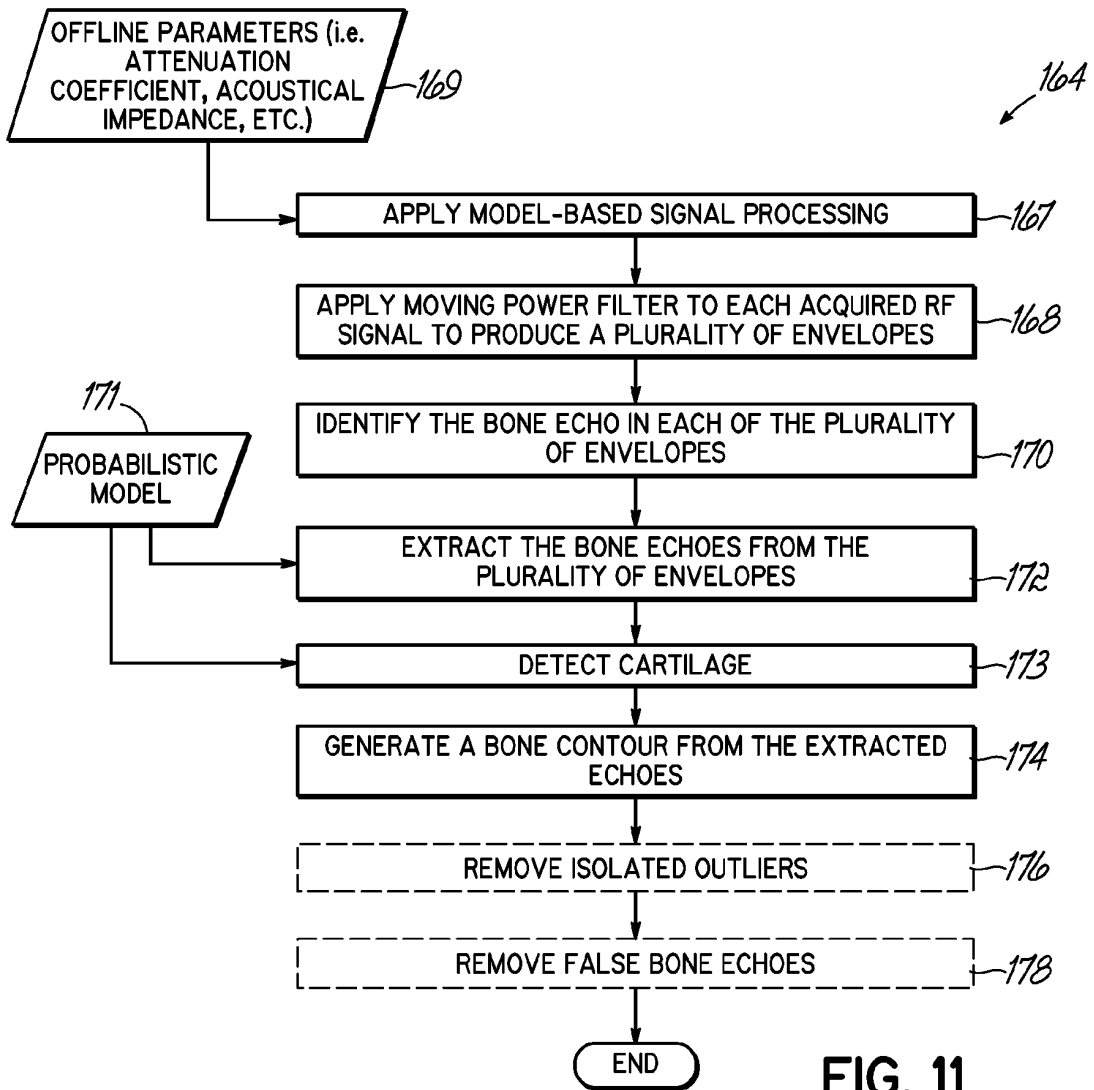 OFFLINE PARAMETERS (i.e.
ATTENUATION
COEFFICIENT, ACOUSTICAL
IMPEDANCE, ETC.)
169
164
APPLY MODEL-BASED SIGNAL PROCESSING
167
APPLY MOVING POWER FILTER TO EACH ACQUIRED RF
SIGNAL TO PRODUCE A PLURALITY OF ENVELOPES
168
171
PROBABILISTIC
MODEL
IDENTIFY THE BONE ECHO IN EACH OF THE PLURALITY
OF ENVELOPES
170
EXTRACT THE BONE ECHOES FROM THE
PLURALITY OF ENVELOPES
172
DETECT CARTILAGE
173
GENERATE A BONE CONTOUR FROM THE EXTRACTED
ECHOES
174
REMOVE ISOLATED OUTLIERS
176
REMOVE FALSE BONE ECHOES
178
END
FIG. 11